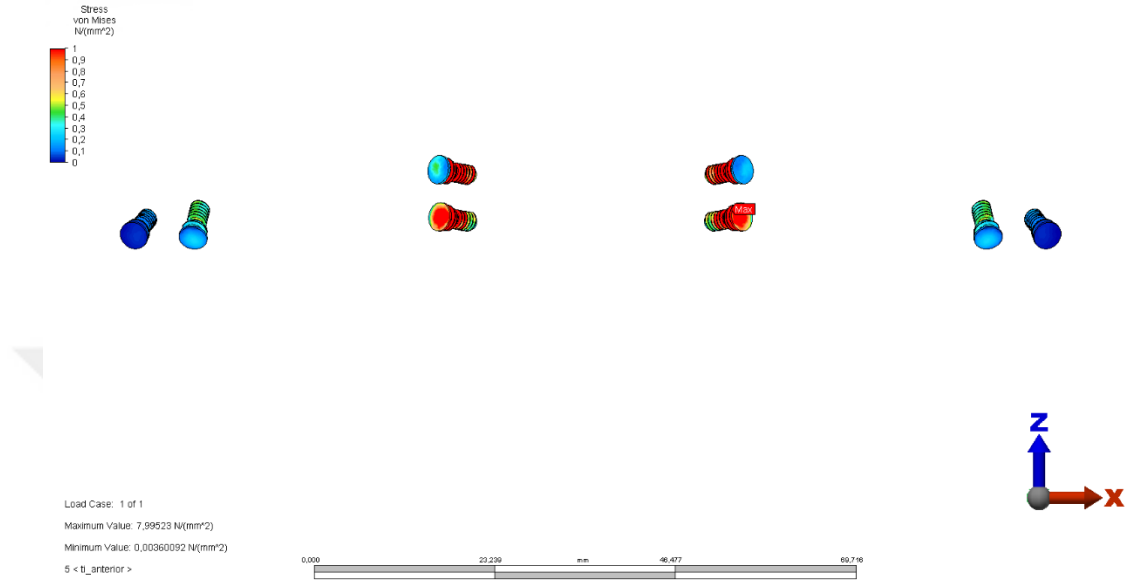 Stress
von Mises
N/(mm^2)
1
0,9
0,8
0,7
0,6
0,5
0,4
0,3
0,2
0,1
0
Max
Z
X
Load Case: 1 of 1
Maximum Value: 7,99523 N/(mm^2)
Minimum Value: 0,00360092 N/(mm^2)
5 < ti_anterior >
0,000 23,239 mm 46,477 69,716